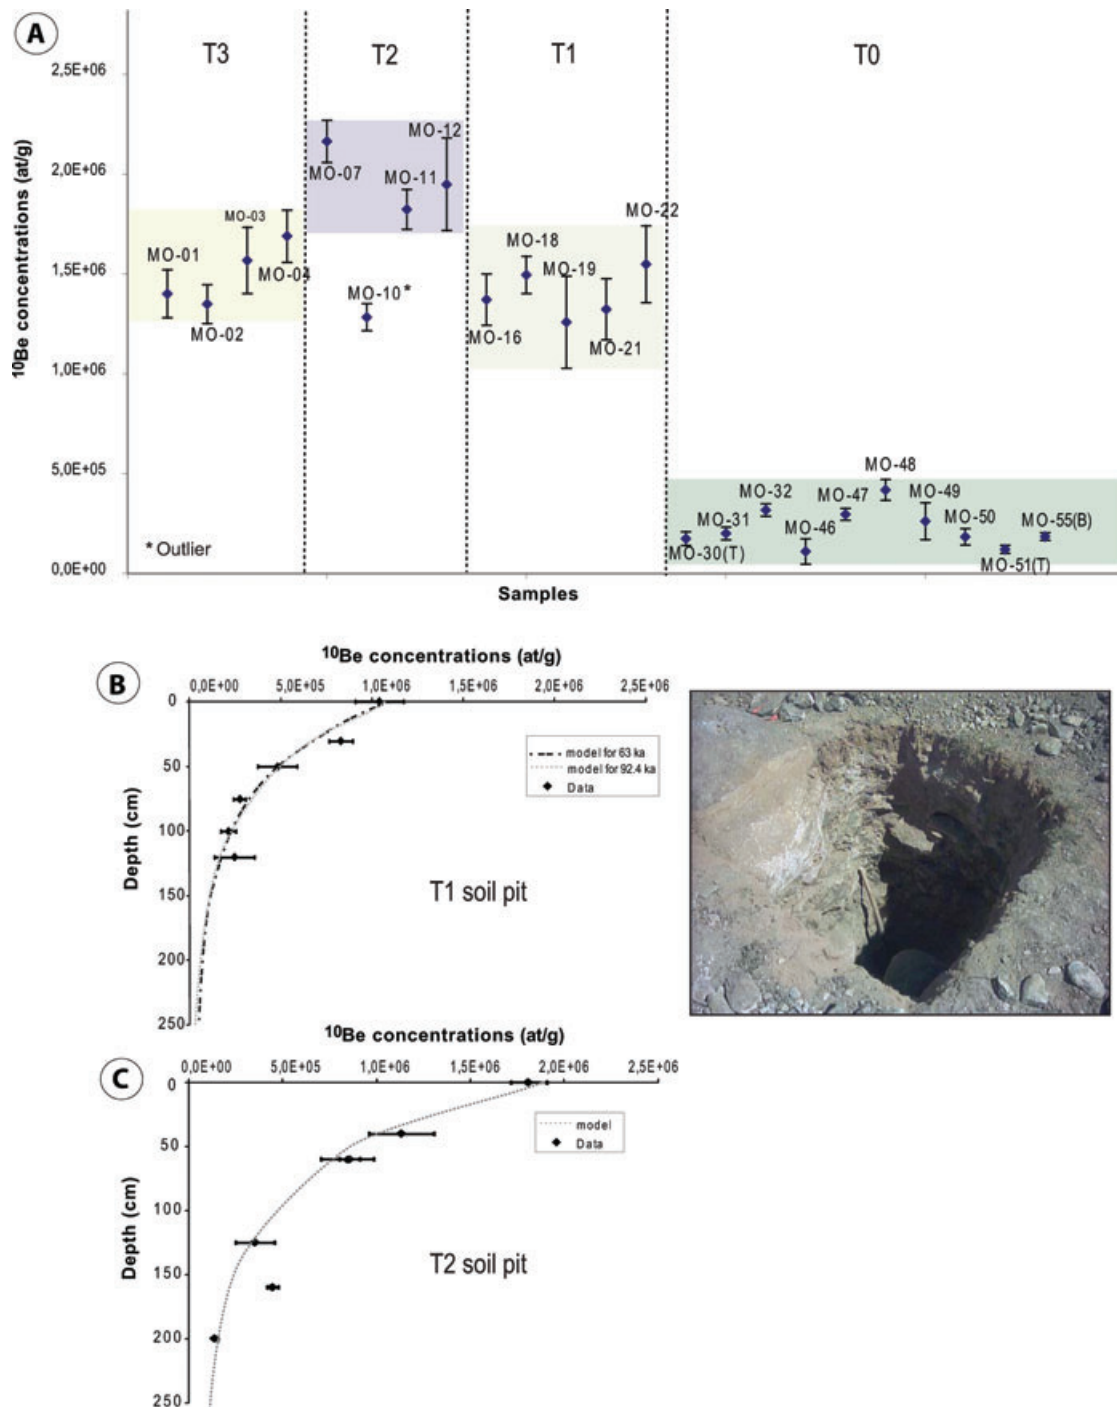 A
T3
T2
T1
T0
2,5E+06
2,0E+06
1,5E+06
1,0E+06
5,0E+05
0,0E+00
10Be concentrations (at/g)
MO-01
MO-02
MO-03
MO-04
MO-07
MO-10*
MO-11
MO-12
MO-16
MO-18
MO-19
MO-21
MO-22
MO-30(T)
MO-31
MO-32
MO-46
MO-47
MO-48
MO-49
MO-50
MO-51(T)
MO-55(B)
* Outlier
Samples
B
10Be concentrations (at/g)
0,0E+00 5,0E+05 1,0E+06 1,5E+06 2,0E+06 2,5E+06
0
50
100
150
200
250
Depth (cm)
model for 63 ka
model for 92.4 ka
Data
T1 soil pit
C
10Be concentrations (at/g)
0,0E+00 5,0E+05 1,0E+06 1,5E+06 2,0E+06 2,5E+06
0
50
100
150
200
250
Depth (cm)
model
Data
T2 soil pit